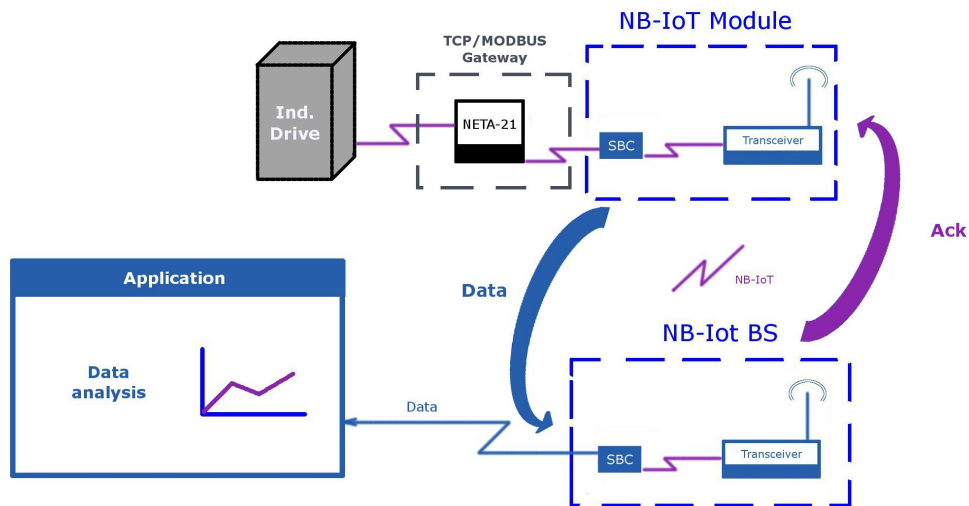 NB-IoT Module
TCP/MODBUS
Gateway
Ind.
Drive
NETA-21
SBC
Transceiver
Ack
Data
NB-IoT
Application
NB-Iot BS
Data
analysis
Data
SBC
Transceiver